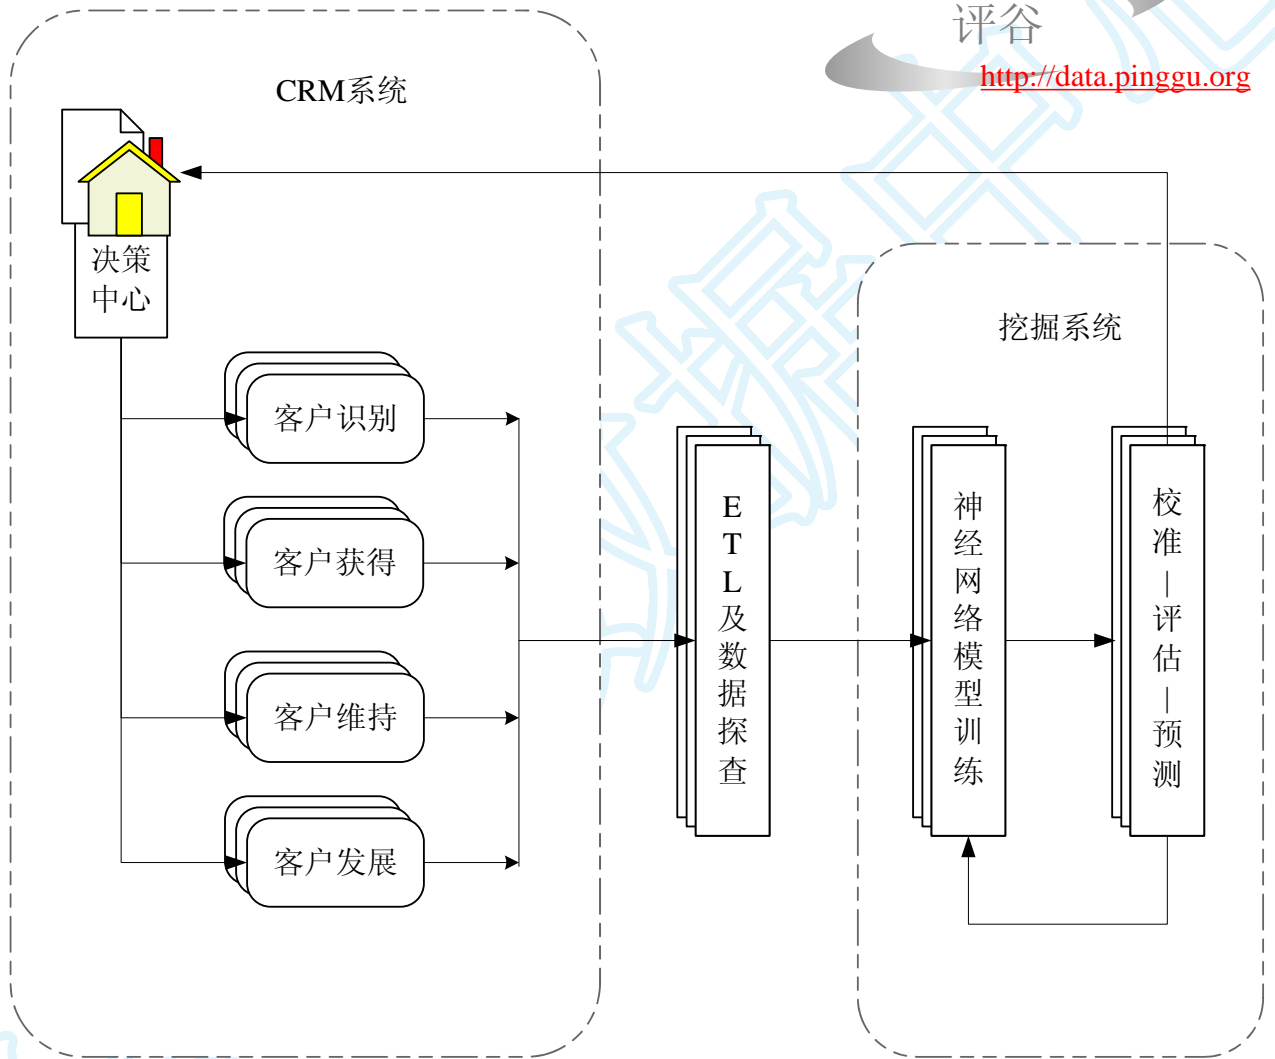 评谷
http://data.pinggu.org
CRM系统
决策
中心
挖掘系统
客户识别
客户获得
客户维持
客户发展
ETL及数据探查
神经网络模型训练
校准—评估—预测